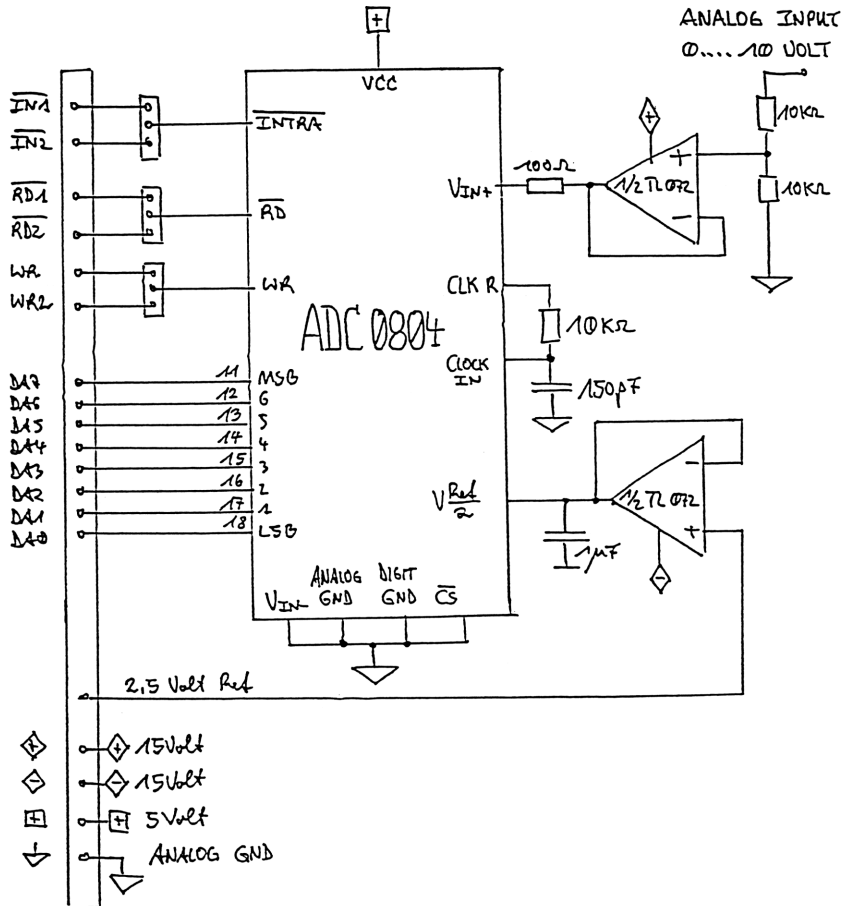 ANALOG INPUT
0....10 VOLT
+
VCC
IN1
IN2
INTRA
RD1
RD2
RD
WR
WR2
WR
10KΩ
10KΩ
+
+
-
1/2 TL072
100Ω
VIN+
CLK R
10KΩ
CLOCK
IN
150pF
ADC 0804
DA7 11 MSB
DA6 12 6
DA5 13 5
DA4 14 4
DA3 15 3
DA2 16 2
DA1 17 1
DA0 18 LSB
V Ref
2
1/2 TL072
-
+
-
1µF
VIN-
ANALOG
GND
DIGIT
GND
CS
2,5 Volt Ref
+ + 15Volt
- - 15Volt
+ + 5Volt
ANALOG GND